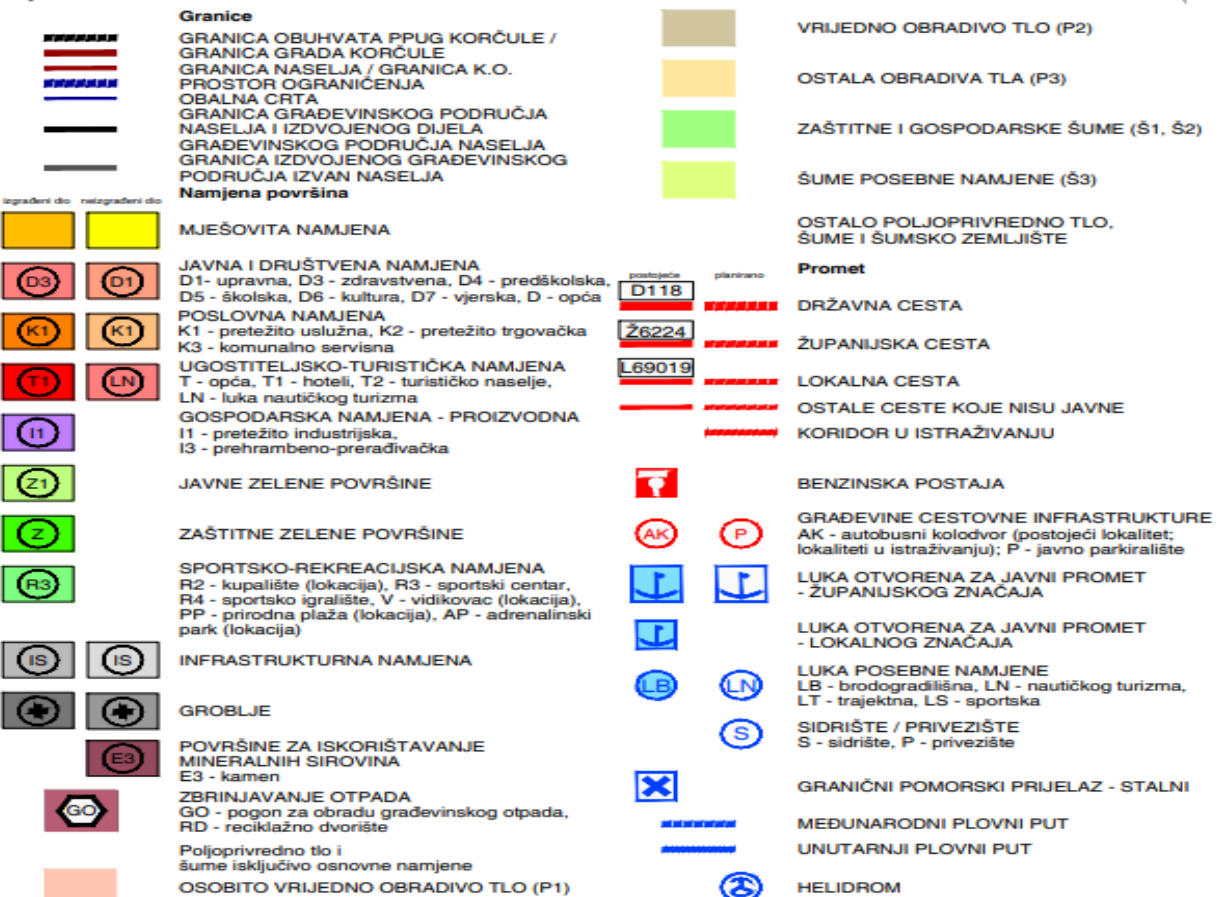 Granice
GRANICA OBUHVATA PPUG KORČULE /
GRANICA GRADA KORČULE
GRANICA NASELJA / GRANICA K.O.
PROSTOR OGRANIČENJA
OBALNA CRTA
GRANICA GRAĐEVINSKOG PODRUČJA
NASELJA I IZDVOJENOG DIJELA
GRAĐEVINSKOG PODRUČJA NASELJA
GRANICA IZDVOJENOG GRAĐEVINSKOG
PODRUČJA IZVAN NASELJA
Namjena površina
izgrađeni dio neizgrađeni dio
MJEŠOVITA NAMJENA
D3 D1
JAVNA I DRUŠTVENA NAMJENA
D1- upravna, D3 - zdravstvena, D4 - predškolska,
D5 - školska, D6 - kultura, D7 - vjerska, D - opća
K1 K1
POSLOVNA NAMJENA
K1 - pretežito uslužna, K2 - pretežito trgovačka
K3 - komunalno servisna
T1 LN
UGOSTITELJSKO-TURISTIČKA NAMJENA
T - opća, T1 - hoteli, T2 - turističko naselje,
LN - luka nautičkog turizma
I1
GOSPODARSKA NAMJENA - PROIZVODNA
I1 - pretežito industrijska,
I3 - prehrambeno-prerađivačka
Z1
JAVNE ZELENE POVRŠINE
Z
ZAŠTITNE ZELENE POVRŠINE
R3
SPORTSKO-REKREACIJSKA NAMJENA
R2 - kupalište (lokacija), R3 - sportski centar,
R4 - sportsko igralište, V - vidikovac (lokacija),
PP - prirodna plaža (lokacija), AP - adrenalinski
park (lokacija)
IS IS
INFRASTRUKTURNA NAMJENA
GROBLJE
E3
POVRŠINE ZA ISKORIŠTAVANJE
MINERALNIH SIROVINA
E3 - kamen
GO
ZBRINJAVANJE OTPADA
GO - pogon za obradu građevinskog otpada,
RD - reciklažno dvorište
Poljoprivredno tlo i
šume isključivo osnovne namjene
OSOBITO VRIJEDNO OBRADIVO TLO (P1)
VRIJEDNO OBRADIVO TLO (P2)
OSTALA OBRADIVA TLA (P3)
ZAŠTITNE I GOSPODARSKE ŠUME (Š1, Š2)
ŠUME POSEBNE NAMJENE (Š3)
OSTALO POLJOPRIVREDNO TLO,
ŠUME I ŠUMSKO ZEMLJIŠTE
Promet
postojeće planirano
D118
DRŽAVNA CESTA
Ž6224
ŽUPANIJSKA CESTA
L69019
LOKALNA CESTA
OSTALE CESTE KOJE NISU JAVNE
KORIDOR U ISTRAŽIVANJU
BENZINSKA POSTAJA
AK P
GRAĐEVINE CESTOVNE INFRASTRUKTURE
AK - autobusni kolodvor (postojeći lokalitet;
lokaliteti u istraživanju); P - javno parkiralište
LUKA OTVORENA ZA JAVNI PROMET
- ŽUPANIJSKOG ZNAČAJA
LUKA OTVORENA ZA JAVNI PROMET
- LOKALNOG ZNAČAJA
LB LN
LUKA POSEBNE NAMJENE
LB - brodogradilišna, LN - nautičkog turizma,
LT - trajektna, LS - sportska
S
SIDRIŠTE / PRIVEZIŠTE
S - sidrište, P - privezište
GRANIČNI POMORSKI PRIJELAZ - STALNI
MEĐUNARODNI PLOVNI PUT
UNUTARNJI PLOVNI PUT
HELIDROM